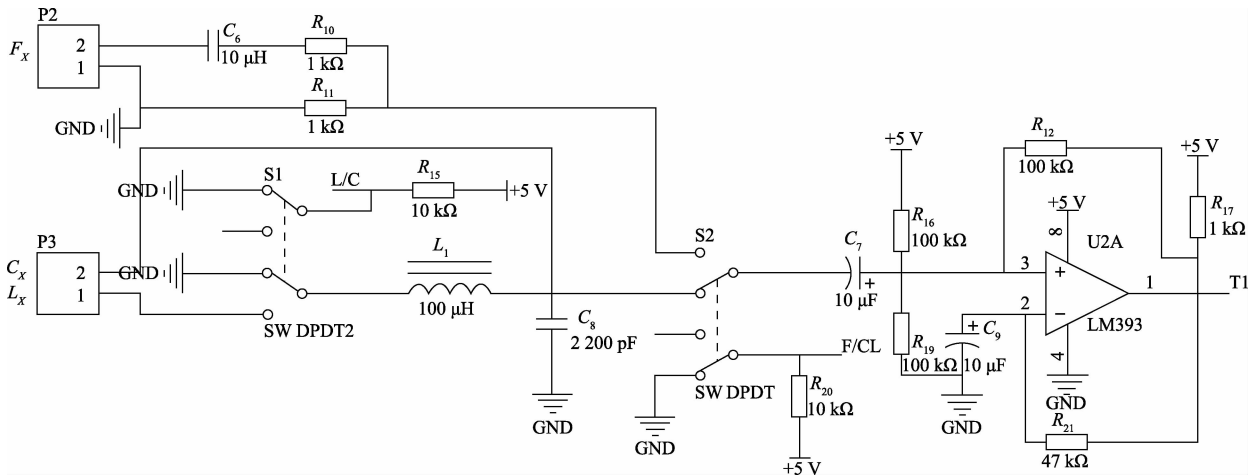 P2
F_X
2
1
GND
C_6
10 μH
R_10
1 kΩ
R_11
1 kΩ
S1
GND
L/C
R_15
10 kΩ
+5 V
P3
C_X
L_X
2
1
GND
SW DPDT2
L_1
100 μH
C_8
2 200 pF
GND
S2
SW DPDT
GND
F/CL
R_20
10 kΩ
+5 V
C_7
+
10 μF
+5 V
R_16
100 kΩ
R_19
100 kΩ
+
C_9
10 μF
GND
R_12
100 kΩ
+5 V
8
U2A
3
+
2
−
1
LM393
4
GND
R_21
47 kΩ
+5 V
R_17
1 kΩ
T1